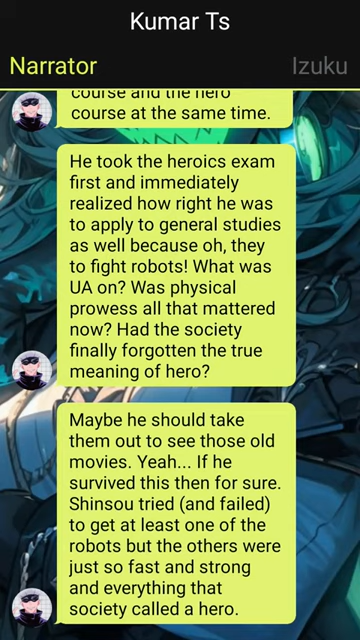 Kumar Ts
Narrator
Izuku
course and the hero
course at the same time.
He took the heroics exam
first and immediately
realized how right he was
to apply to general studies
as well because oh, they
to fight robots! What was
UA on? Was physical
prowess all that mattered
now? Had the society
finally forgotten the true
meaning of hero?
Maybe he should take
them out to see those old
movies. Yeah... If he
survived this then for sure.
Shinsou tried (and failed)
to get at least one of the
robots but the others were
just so fast and strong
and everything that
society called a hero.